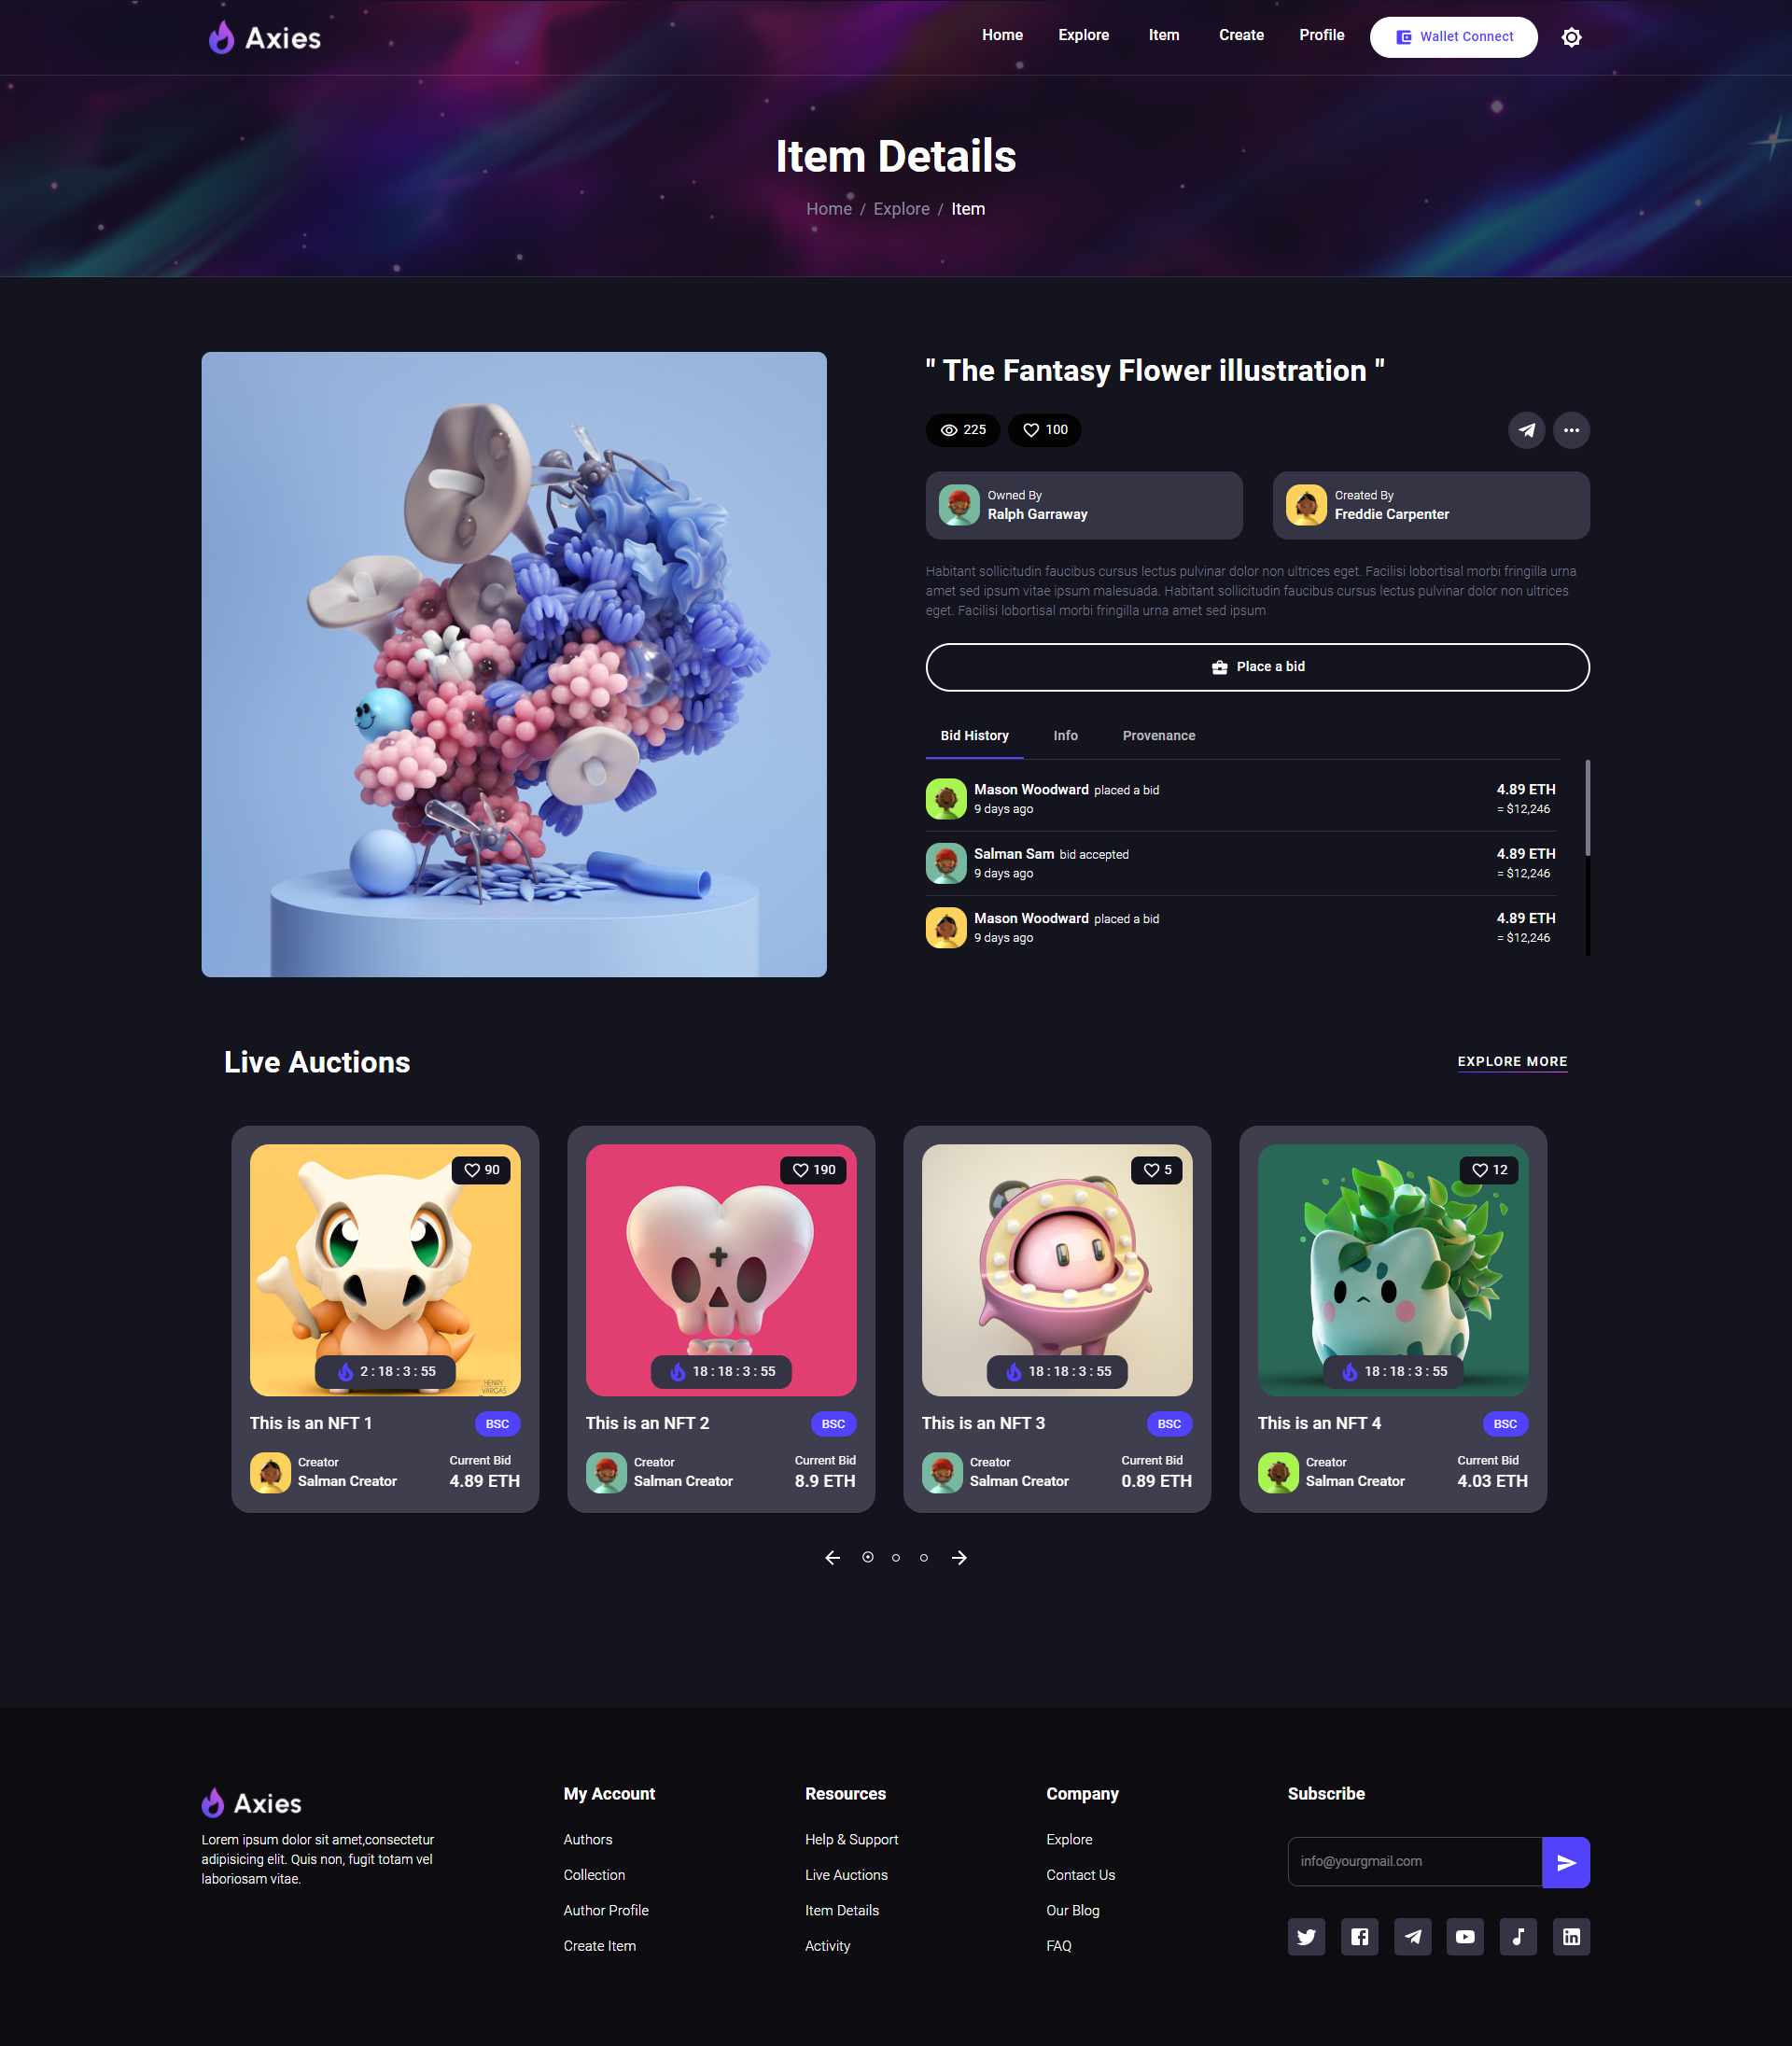 Axies
Home Explore Item Create Profile Wallet Connect
Item Details
Home / Explore / Item
" The Fantasy Flower illustration "
225 100
Owned By
Ralph Garraway
Created By
Freddie Carpenter
Habitant sollicitudin faucibus cursus lectus pulvinar dolor non ultrices eget. Facilisi lobortisal morbi fringilla urna
amet sed ipsum vitae ipsum malesuada. Habitant sollicitudin faucibus cursus lectus pulvinar dolor non ultrices
eget. Facilisi lobortisal morbi fringilla urna amet sed ipsum
Place a bid
Bid History Info Provenance
Mason Woodward placed a bid 4.89 ETH
9 days ago = $12,246
Salman Sam bid accepted 4.89 ETH
9 days ago = $12,246
Mason Woodward placed a bid 4.89 ETH
9 days ago = $12,246
Live Auctions EXPLORE MORE
90
HENRY
VARGAS
2 : 18 : 3 : 55
This is an NFT 1 BSC
Creator Current Bid
Salman Creator 4.89 ETH
190
18 : 18 : 3 : 55
This is an NFT 2 BSC
Creator Current Bid
Salman Creator 8.9 ETH
5
18 : 18 : 3 : 55
This is an NFT 3 BSC
Creator Current Bid
Salman Creator 0.89 ETH
12
18 : 18 : 3 : 55
This is an NFT 4 BSC
Creator Current Bid
Salman Creator 4.03 ETH
Axies
Lorem ipsum dolor sit amet,consectetur
adipisicing elit. Quis non, fugit totam vel
laboriosam vitae.
My Account
Authors
Collection
Author Profile
Create Item
Resources
Help & Support
Live Auctions
Item Details
Activity
Company
Explore
Contact Us
Our Blog
FAQ
Subscribe
info@yourgmail.com